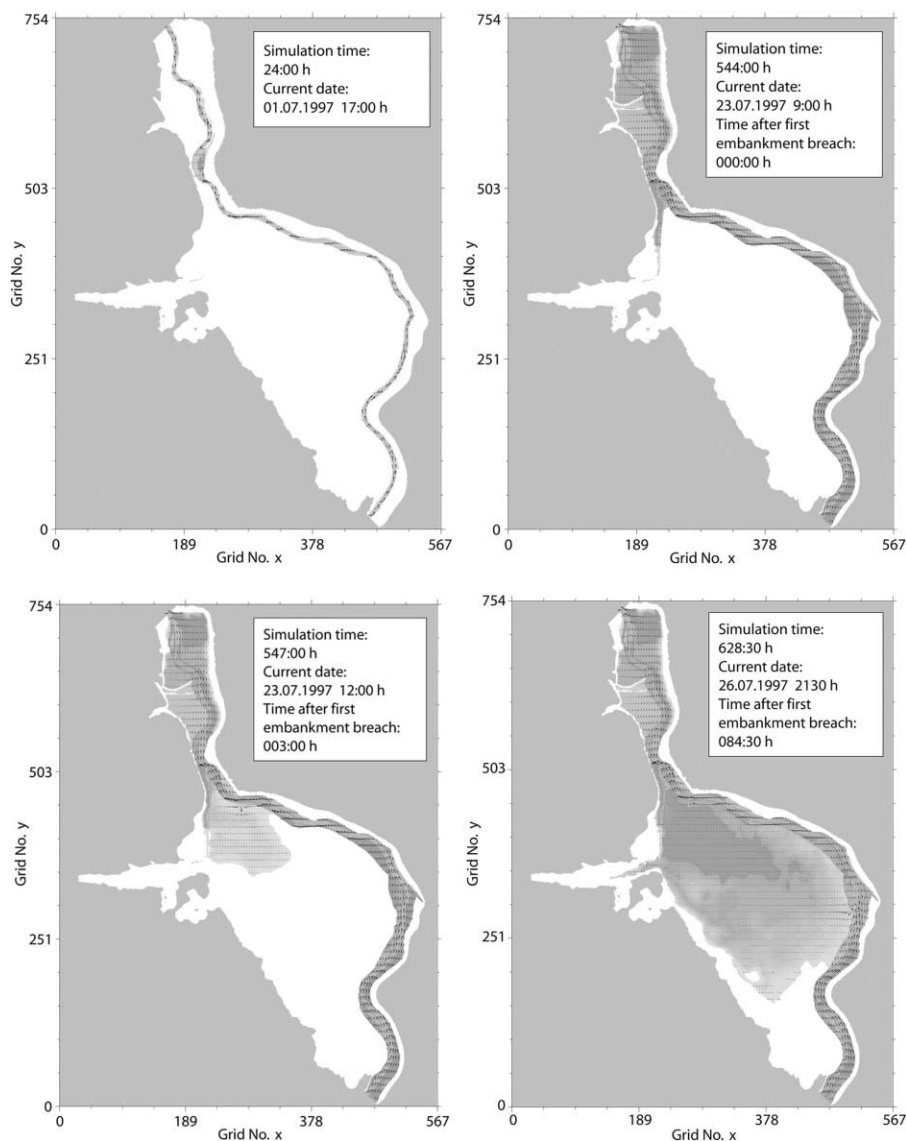 754
503
251
0
Grid No. y
Simulation time:
24:00 h
Current date:
01.07.1997 17:00 h
0
189
378
567
Grid No. x
754
503
251
0
Grid No. y
Simulation time:
544:00 h
Current date:
23.07.1997 9:00 h
Time after first
embankment breach:
000:00 h
0
189
378
567
Grid No. x
754
503
251
0
Grid No. y
Simulation time:
547:00 h
Current date:
23.07.1997 12:00 h
Time after first
embankment breach:
003:00 h
0
189
378
567
Grid No. x
754
503
251
0
Grid No. y
Simulation time:
628:30 h
Current date:
26.07.1997 2130 h
Time after first
embankment breach:
084:30 h
0
189
378
567
Grid No. x